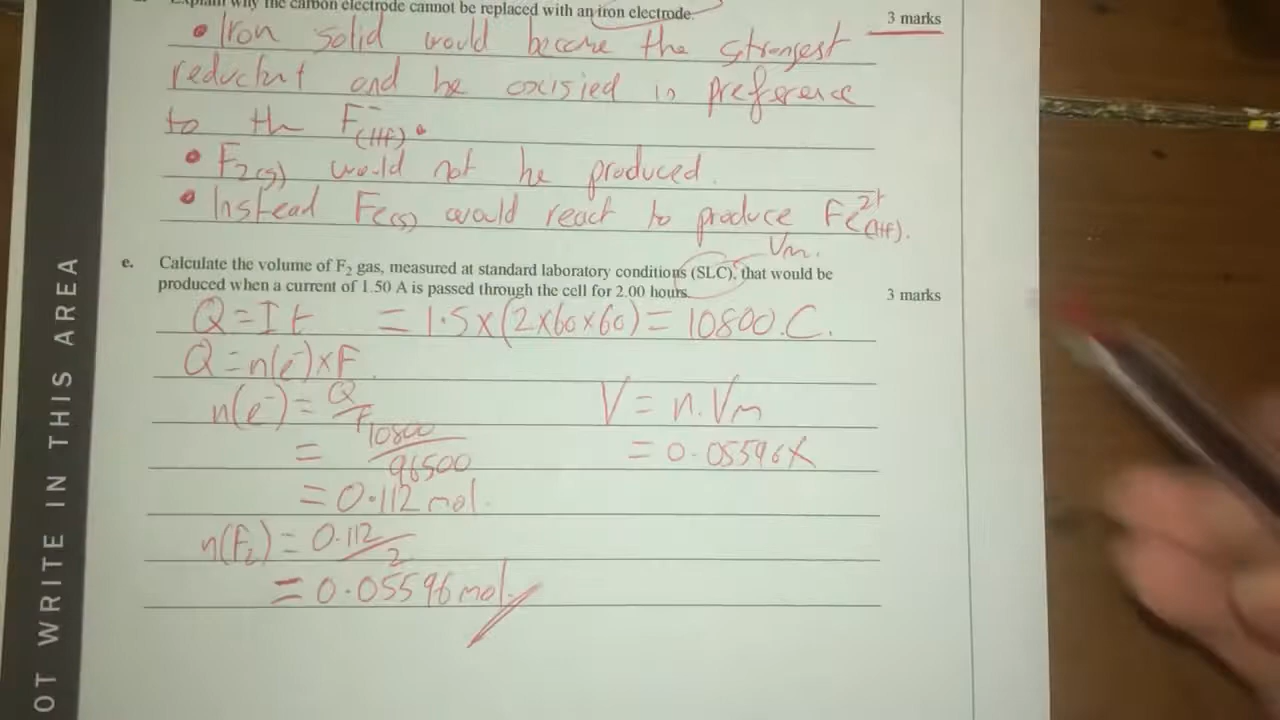 Explain why the carbon electrode cannot be replaced with an iron electrode.
3 marks
• Iron solid would become the strongest
reductant and be oxisied in preference
to the F⁻(HF).
• F2(g) would not be produced.
• Instead Fe(s) would react to produce Fe²⁺(HF).
Vm.
e. Calculate the volume of F₂ gas, measured at standard laboratory conditions (SLC), that would be
produced when a current of 1.50 A is passed through the cell for 2.00 hours.
3 marks
Q = It = 1.5 x (2x60x60) = 10800.C.
Q = n(e⁻) x F
n(e⁻) = Q/F
= 10800/96500
= 0.112 mol.
n(F₂) = 0.112/2
= 0.05596 mol.
V = n.Vm
= 0.05596 x
OT WRITE IN THIS AREA